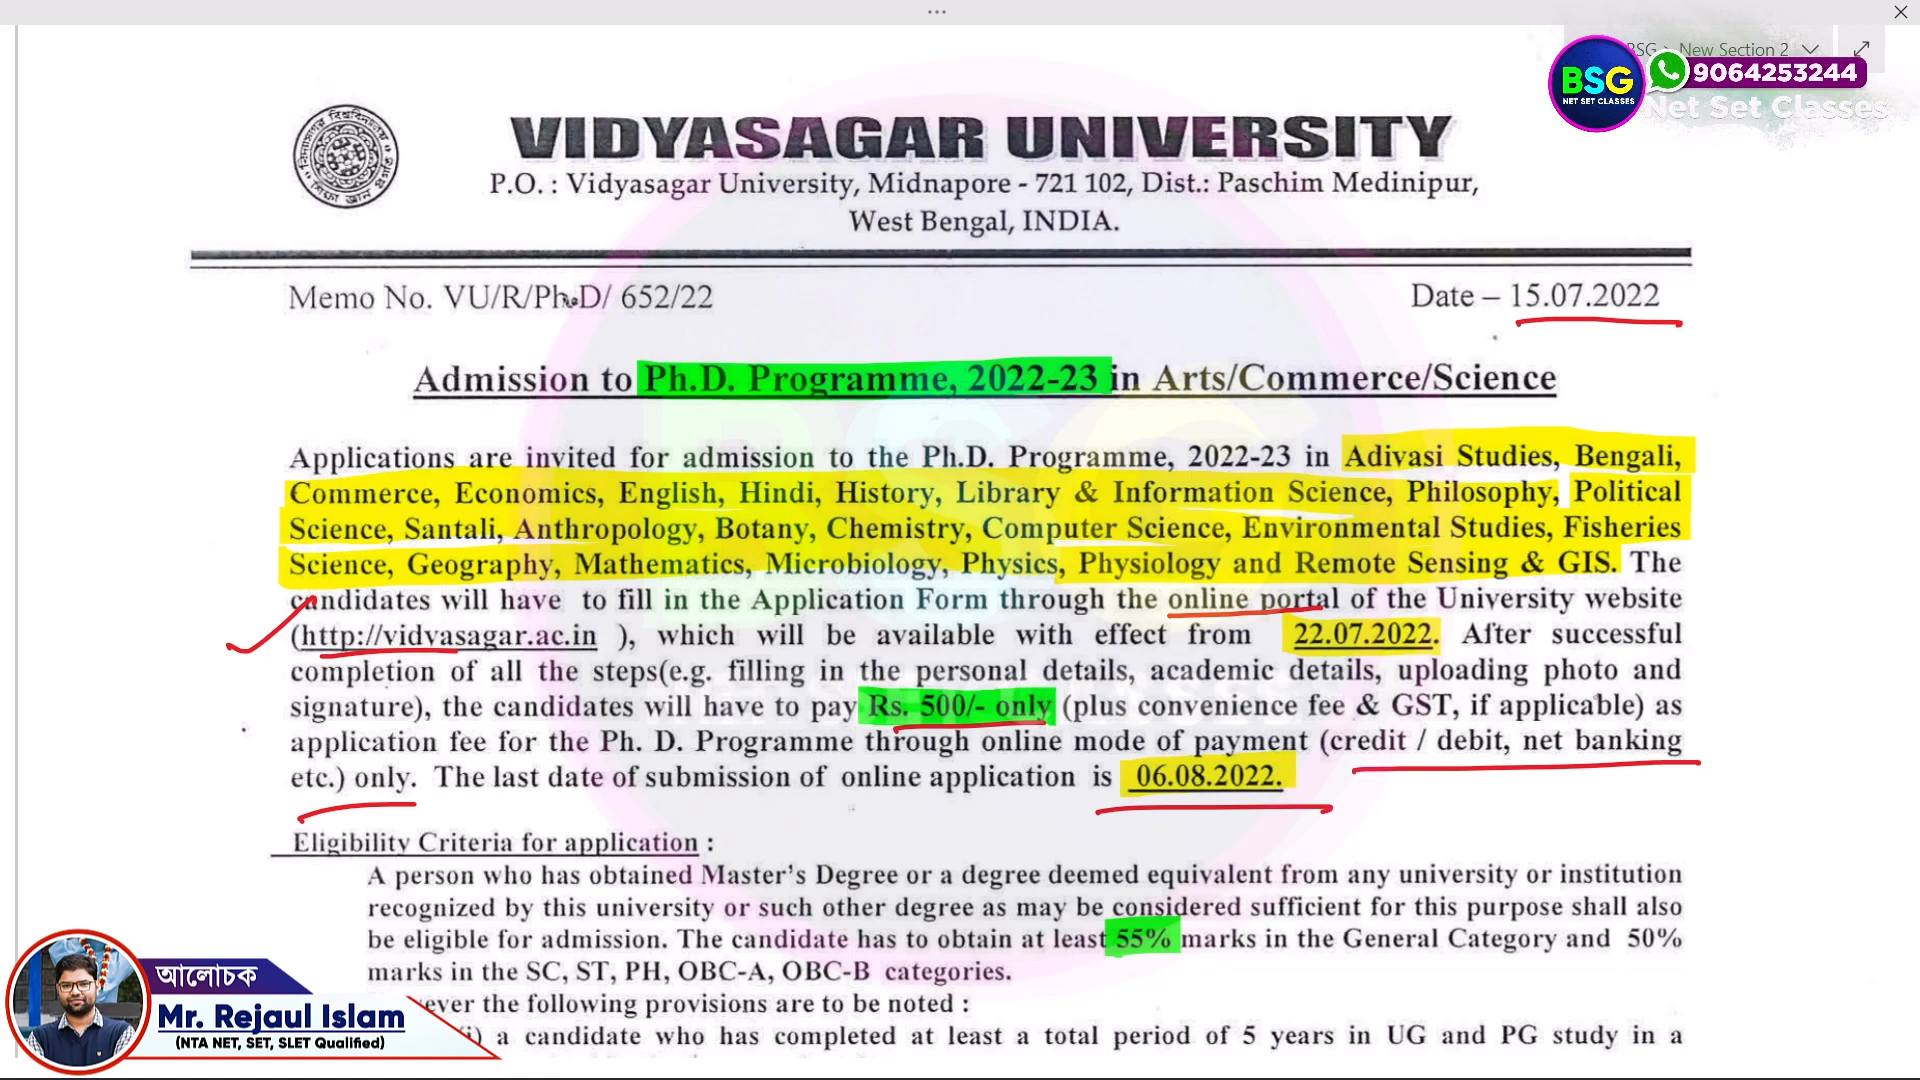 BSG > New Section 2
BSG
NET SET CLASSES
9064253244
Net Set Classes
VIDYASAGAR UNIVERSITY
P.O. : Vidyasagar University, Midnapore - 721 102, Dist.: Paschim Medinipur,
West Bengal, INDIA.
Memo No. VU/R/Ph.D/ 652/22
Date – 15.07.2022
Admission to Ph.D. Programme, 2022-23 in Arts/Commerce/Science
Applications are invited for admission to the Ph.D. Programme, 2022-23 in Adivasi Studies, Bengali,
Commerce, Economics, English, Hindi, History, Library & Information Science, Philosophy, Political
Science, Santali, Anthropology, Botany, Chemistry, Computer Science, Environmental Studies, Fisheries
Science, Geography, Mathematics, Microbiology, Physics, Physiology and Remote Sensing & GIS. The
candidates will have to fill in the Application Form through the online portal of the University website
(http://vidyasagar.ac.in ), which will be available with effect from 22.07.2022. After successful
completion of all the steps(e.g. filling in the personal details, academic details, uploading photo and
signature), the candidates will have to pay Rs. 500/- only (plus convenience fee & GST, if applicable) as
application fee for the Ph. D. Programme through online mode of payment (credit / debit, net banking
etc.) only. The last date of submission of online application is 06.08.2022.
Eligibility Criteria for application :
A person who has obtained Master's Degree or a degree deemed equivalent from any university or institution
recognized by this university or such other degree as may be considered sufficient for this purpose shall also
be eligible for admission. The candidate has to obtain at least 55% marks in the General Category and 50%
marks in the SC, ST, PH, OBC-A, OBC-B categories.
ever the following provisions are to be noted :
(i) a candidate who has completed at least a total period of 5 years in UG and PG study in a
আলোচক
Mr. Rejaul Islam
(NTA NET, SET, SLET Qualified)